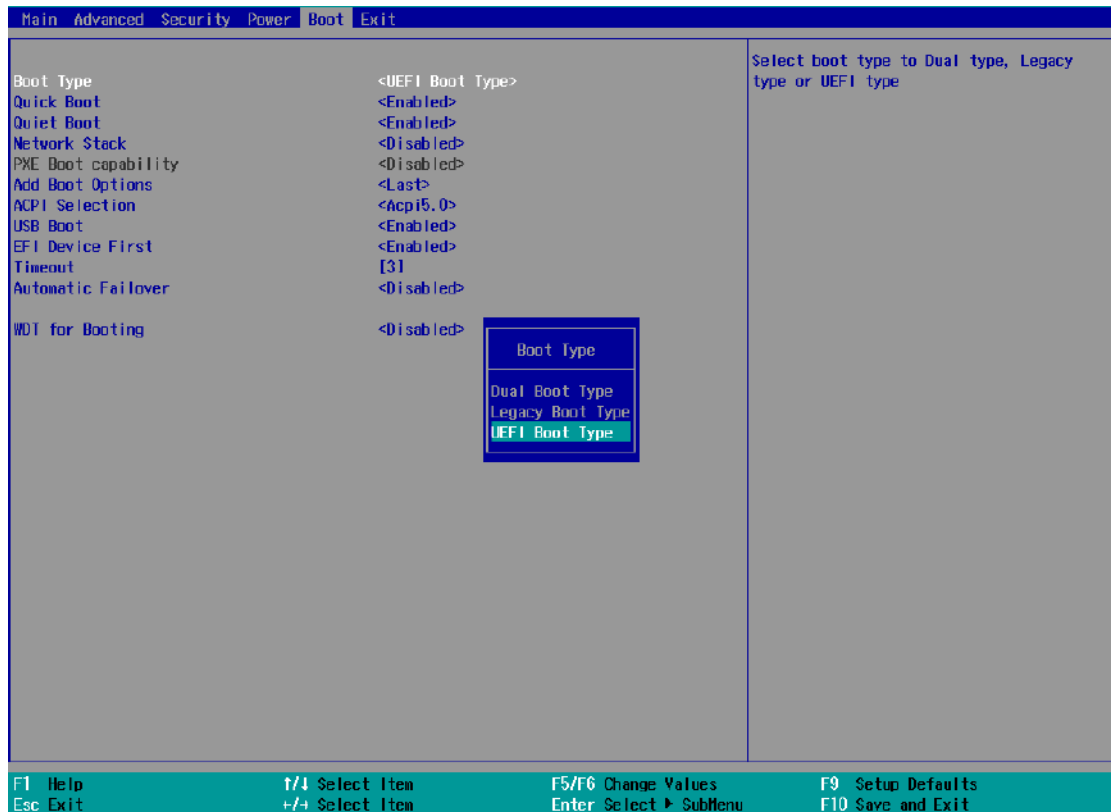 Main Advanced Security Power Boot Exit
Boot Type <UEFI Boot Type>
Quick Boot <Enabled>
Quiet Boot <Enabled>
Network Stack <Disabled>
PXE Boot capability <Disabled>
Add Boot Options <Last>
ACPI Selection <Acpi5.0>
USB Boot <Enabled>
EFI Device First <Enabled>
Timeout [3]
Automatic Failover <Disabled>
WDT for Booting <Disabled>
Boot Type
Dual Boot Type
Legacy Boot Type
UEFI Boot Type
Select boot type to Dual type, Legacy
type or UEFI type
F1 Help ↑/↓ Select Item F5/F6 Change Values F9 Setup Defaults
Esc Exit ←/→ Select Item Enter Select ▶ SubMenu F10 Save and Exit